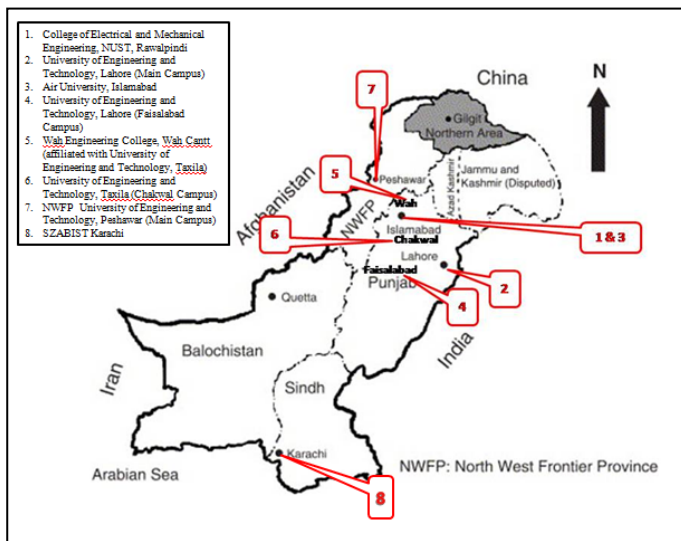 1. College of Electrical and Mechanical
Engineering, NUST, Rawalpindi
2. University of Engineering and
Technology, Lahore (Main Campus)
3. Air University, Islamabad
4. University of Engineering and
Technology, Lahore (Faisalabad
Campus)
5. Wah Engineering College, Wah Cantt
(affiliated with University of
Engineering and Technology, Taxila)
6. University of Engineering and
Technology, Taxila (Chakwal Campus)
7. NWFP University of Engineering and
Technology, Peshawar (Main Campus)
8. SZABIST Karachi
China
N
7
Gilgit
Northern Area
Peshawar
Azad Kashmir
Jammu and
Kashmir (Disputed)
5
Wah
Afghanistan
NWFP
Islamabad
1 & 3
6
Chakwal
Lahore
Faisalabad
Punjab
2
4
Quetta
India
Balochistan
Iran
Sindh
Karachi
Arabian Sea
NWFP: North West Frontier Province
8